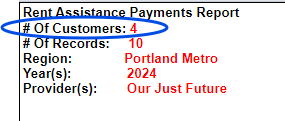 Rent Assistance Payments Report
# Of Customers: 4
# Of Records: 10
Region: Portland Metro
Year(s): 2024
Provider(s): Our Just Future